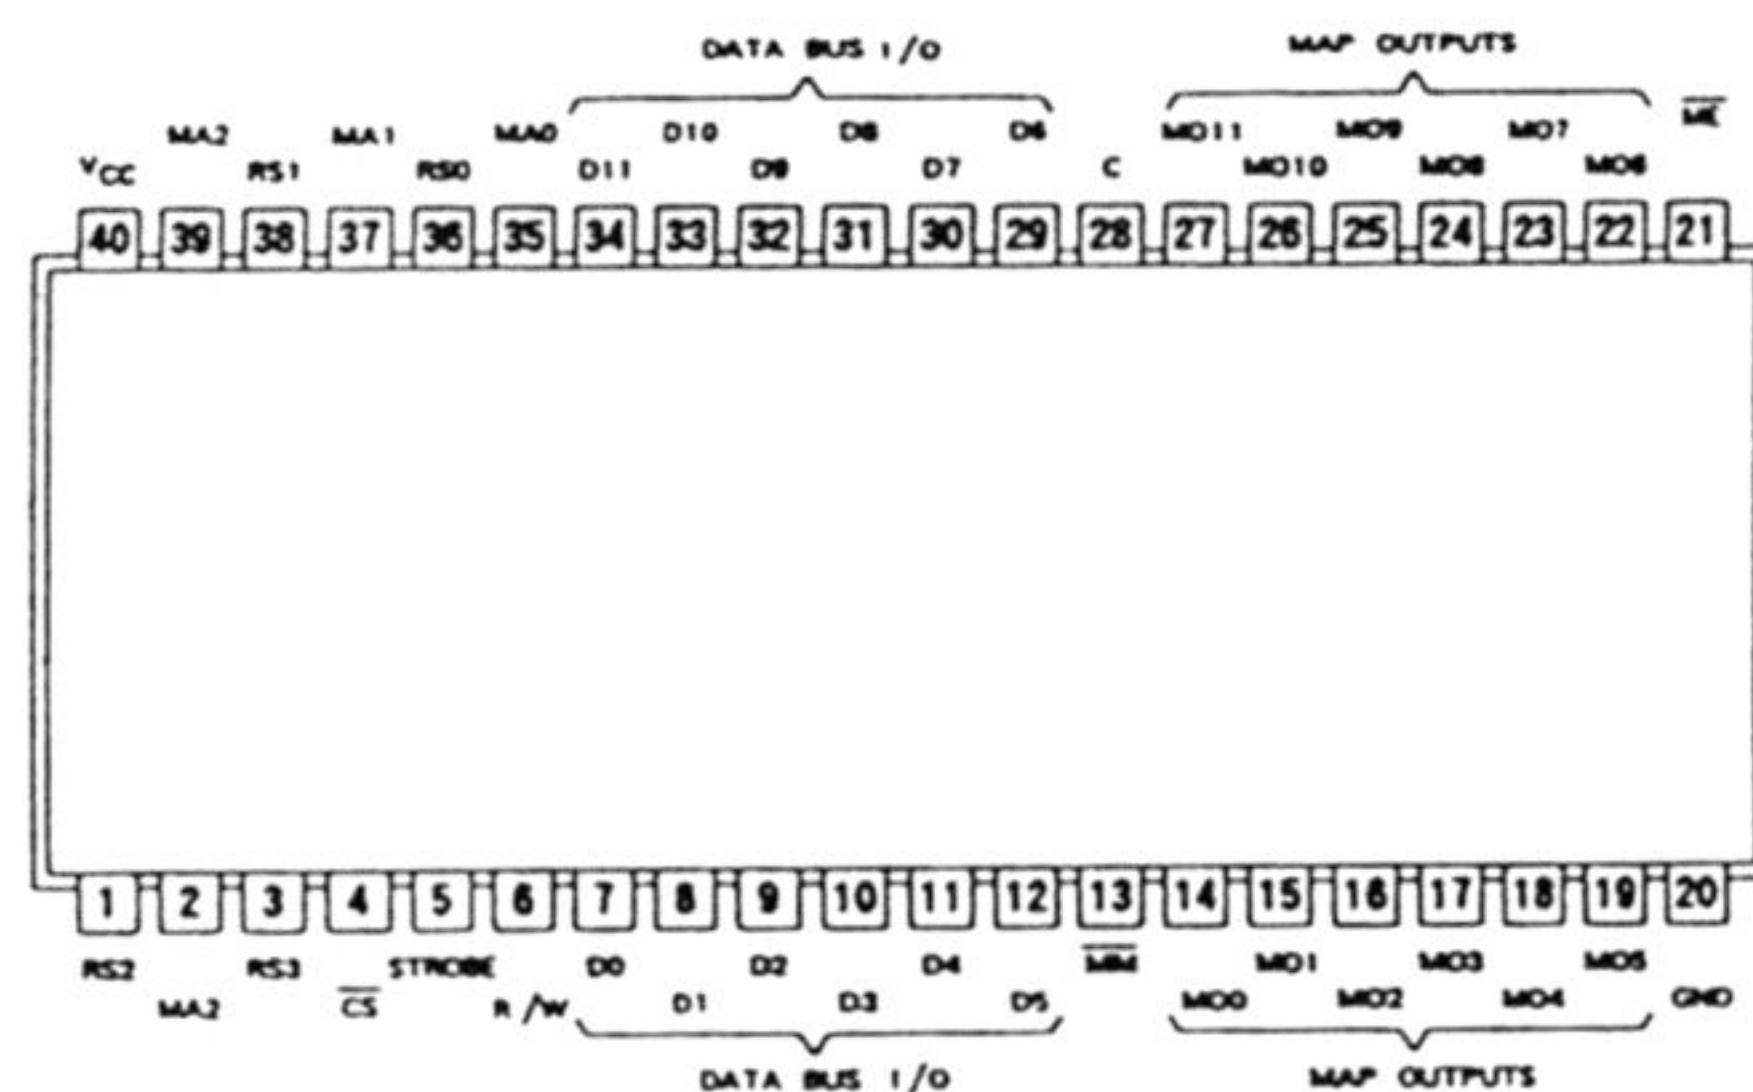 DATA BUS I/O MAP OUTPUTS
MA2 MA1 MA0 D10 D8 D6 MO11 MO9 MO7 M̅E̅
VCC RS1 RS0 D11 D9 D7 C MO10 MO8 MO6
40 39 38 37 36 35 34 33 32 31 30 29 28 27 26 25 24 23 22 21
1 2 3 4 5 6 7 8 9 10 11 12 13 14 15 16 17 18 19 20
RS2 RS3 STROBE D0 D2 D4 M̅M̅ MO1 MO3 MO5
MA2 C̅S̅ R/W D1 D3 D5 MO0 MO2 MO4 GND
DATA BUS I/O MAP OUTPUTS